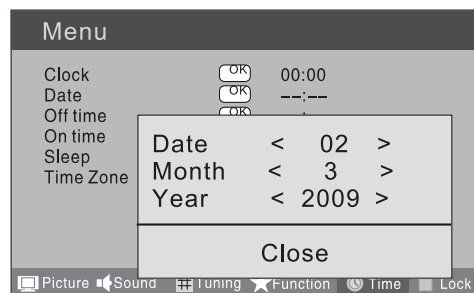 Menu
Clock OK 00:00
Date OK --:--
Off time OK
On time
Sleep
Time Zone
Date < 02 >
Month < 3 >
Year < 2009 >
Close
Picture Sound Tuning Function Time Lock